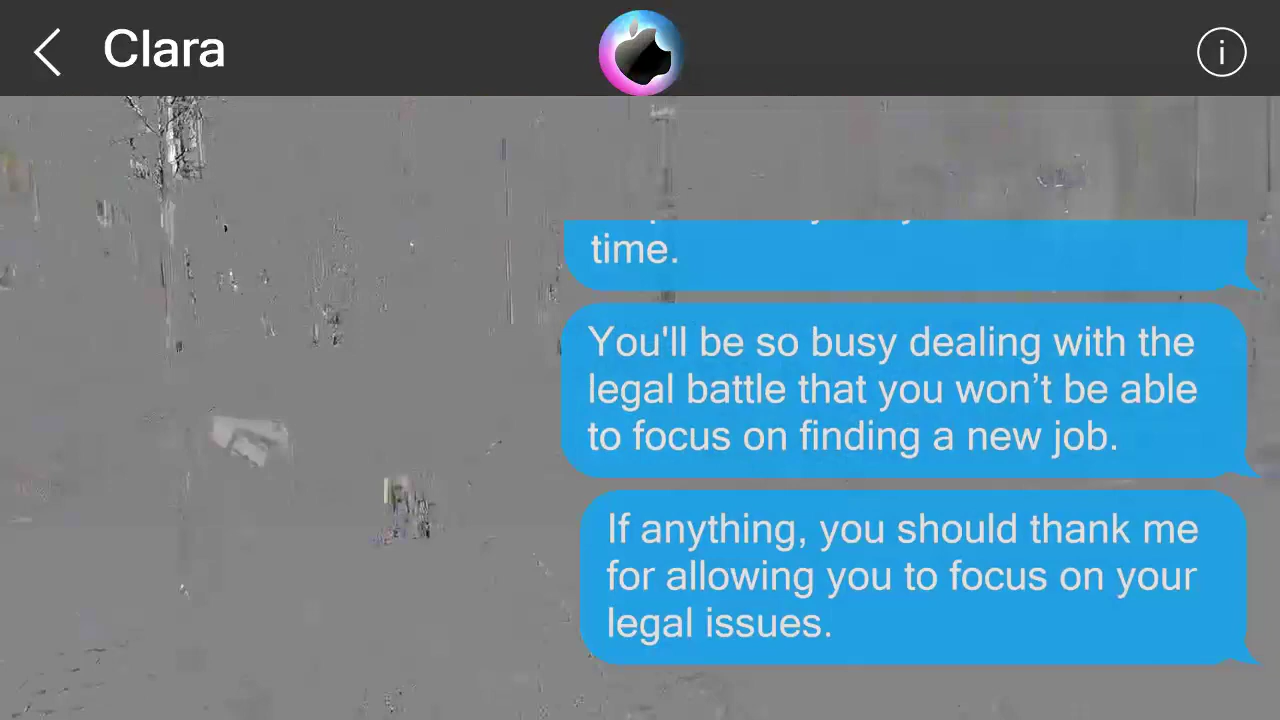 Clara
i
time.
You'll be so busy dealing with the
legal battle that you won’t be able
to focus on finding a new job.
If anything, you should thank me
for allowing you to focus on your
legal issues.